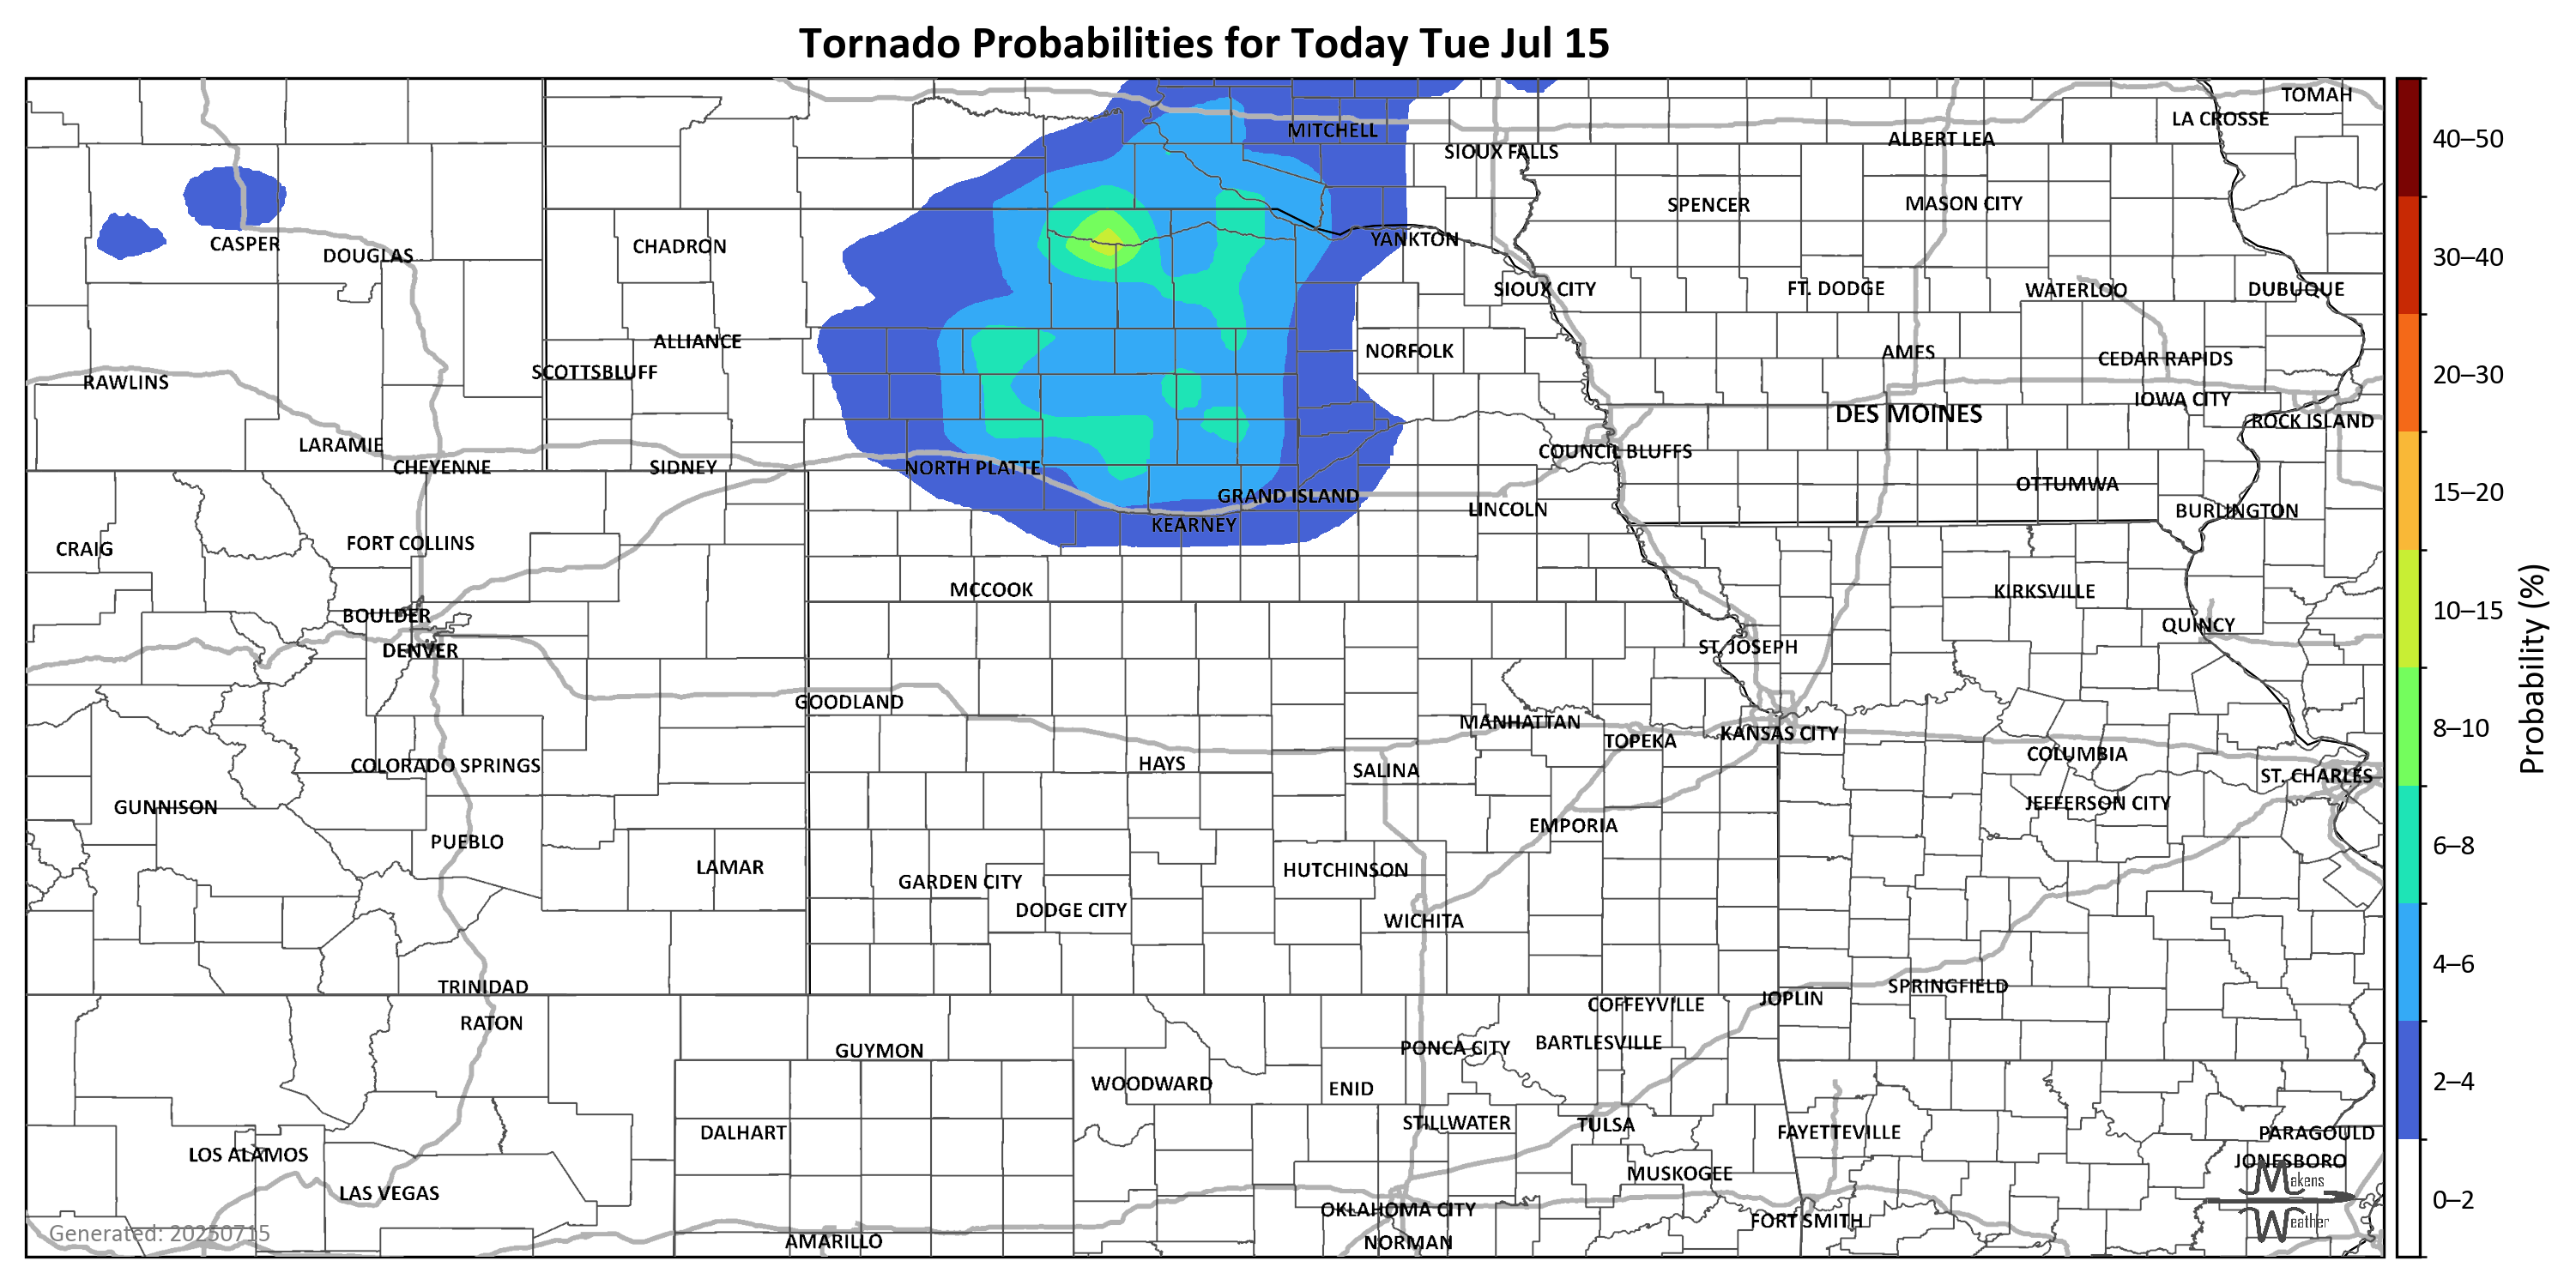 Tornado Probabilities for Today Tue Jul 15
TOMAH
LA CROSSE
MITCHELL
ALBERT LEA
SIOUX FALLS
SPENCER
MASON CITY
CASPER
DOUGLAS
CHADRON
YANKTON
SIOUX CITY
FT. DODGE
WATERLOO
DUBUQUE
ALLIANCE
NORFOLK
AMES
CEDAR RAPIDS
SCOTTSBLUFF
RAWLINS
IOWA CITY
DES MOINES
ROCK ISLAND
LARAMIE
COUNCIL BLUFFS
CHEYENNE
SIDNEY
NORTH PLATTE
OTTUMWA
GRAND ISLAND
LINCOLN
BURLINGTON
KEARNEY
CRAIG
FORT COLLINS
MCCOOK
KIRKSVILLE
BOULDER
QUINCY
DENVER
ST. JOSEPH
GOODLAND
MANHATTAN
TOPEKA
KANSAS CITY
COLUMBIA
COLORADO SPRINGS
HAYS
SALINA
ST. CHARLES
GUNNISON
JEFFERSON CITY
EMPORIA
PUEBLO
LAMAR
HUTCHINSON
GARDEN CITY
DODGE CITY
WICHITA
TRINIDAD
SPRINGFIELD
JOPLIN
COFFEYVILLE
RATON
GUYMON
PONCA CITY
BARTLESVILLE
WOODWARD
ENID
STILLWATER
TULSA
DALHART
FAYETTEVILLE
PARAGOULD
LOS ALAMOS
JONESBORO
MUSKOGEE
LAS VEGAS
OKLAHOMA CITY
FORT SMITH
AMARILLO
NORMAN
Generated: 20250715
Makens
Weather
40–50
30–40
20–30
15–20
10–15
8–10
6–8
4–6
2–4
0–2
Probability (%)